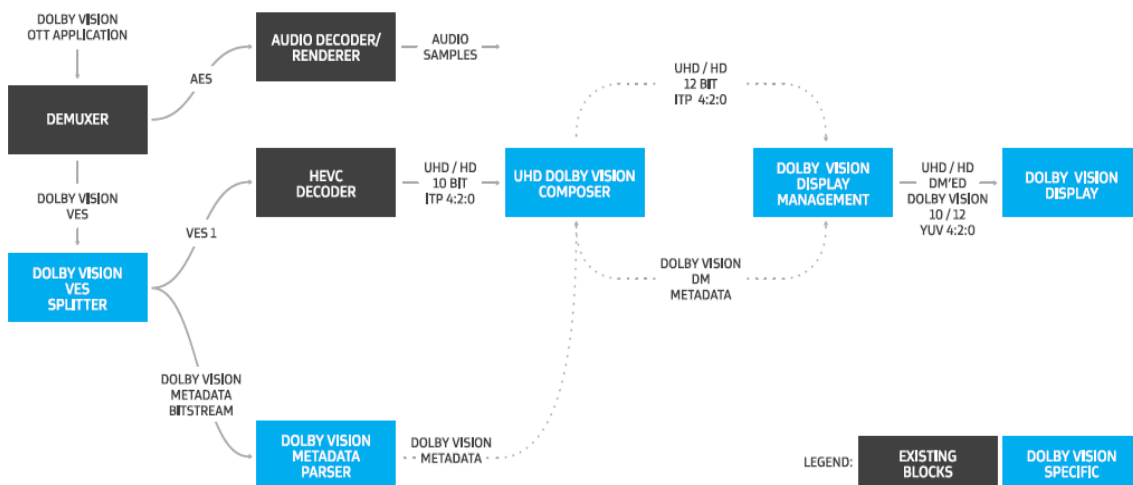 DOLBY VISION
OTT APPLICATION
AUDIO DECODER/
RENDERER
AUDIO
SAMPLES
AES
DEMUXER
UHD / HD
12 BIT
ITP 4:2:0
DOLBY VISION
VES
HEVC
DECODER
UHD / HD
10 BIT
ITP 4:2:0
UHD DOLBY VISION
COMPOSER
DOLBY VISION
DISPLAY
MANAGEMENT
UHD / HD
DM'ED
DOLBY VISION
10 / 12
YUV 4:2:0
DOLBY VISION
DISPLAY
VES 1
DOLBY VISION
VES
SPLITTER
DOLBY VISION
DM
METADATA
DOLBY VISION
METADATA
BITSTREAM
DOLBY VISION
METADATA
PARSER
DOLBY VISION
METADATA
LEGEND:
EXISTING
BLOCKS
DOLBY VISION
SPECIFIC